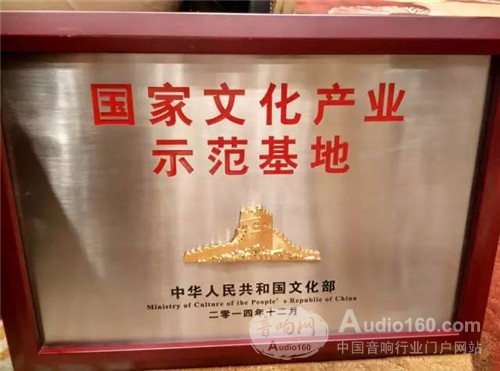 国家文化产业
示范基地
中华人民共和国文化部
Ministry of Culture of the People's Republic of China
二零一四年十二月
音响网
Audio160
Audio160.com
中国音响行业门户网站